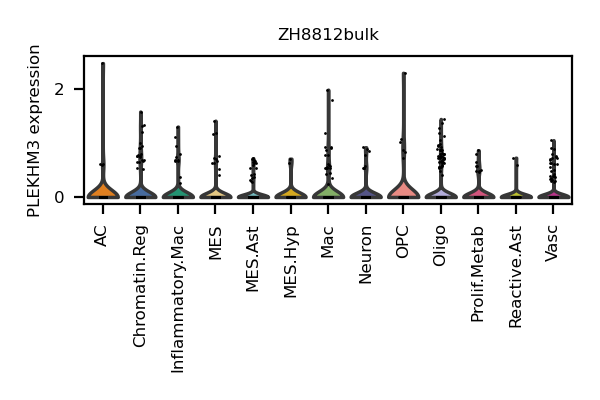 ZH8812bulk
PLEKHM3 expression
2
0
AC
Chromatin.Reg
Inflammatory.Mac
MES
MES.Ast
MES.Hyp
Mac
Neuron
OPC
Oligo
Prolif.Metab
Reactive.Ast
Vasc